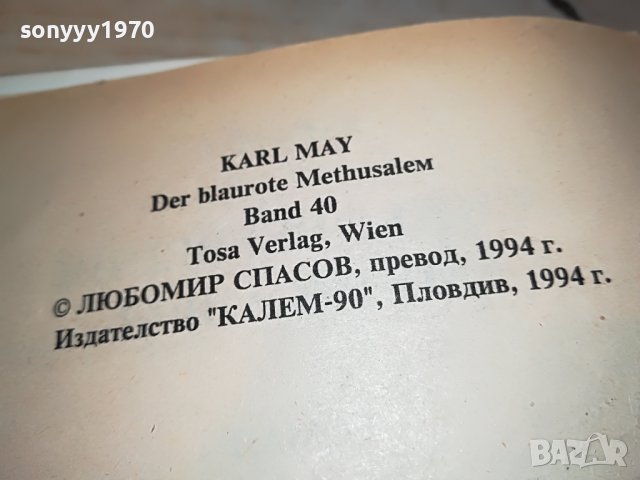 sonyyy1970
KARL MAY
Der blaurote Methusalem
Band 40
Tosa Verlag, Wien
© ЛЮБОМИР СПАСОВ, превод, 1994 г.
Издателство "КАЛЕМ-90", Пловдив, 1994 г.
BAZAR